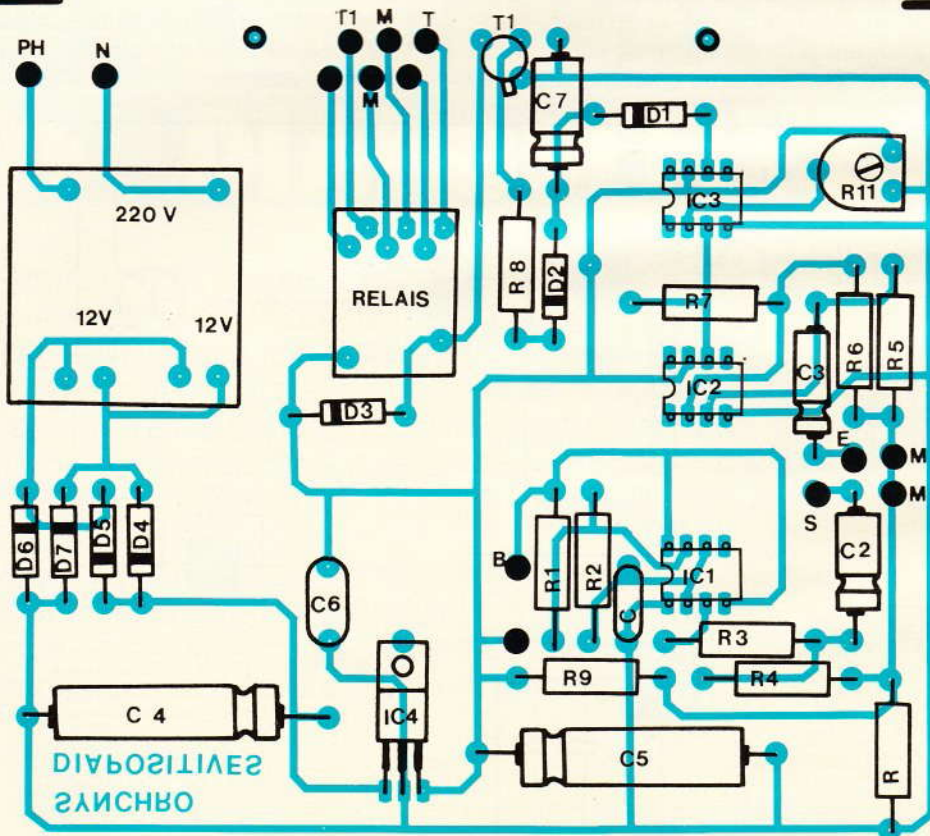 T1 M T T1
PH N
M
C 7 D1
IC3
R11
220 V
R 8 D2
RELAIS R7
12V 12V
IC2 C3 R6 R5
D3
E M
S M
D6 D7 D5 D4
B R1 R2 C IC1 C2
C6
R3
R9 R4
C 4 IC4
C5 R
DIAPOSITIVES
SYNCHRO